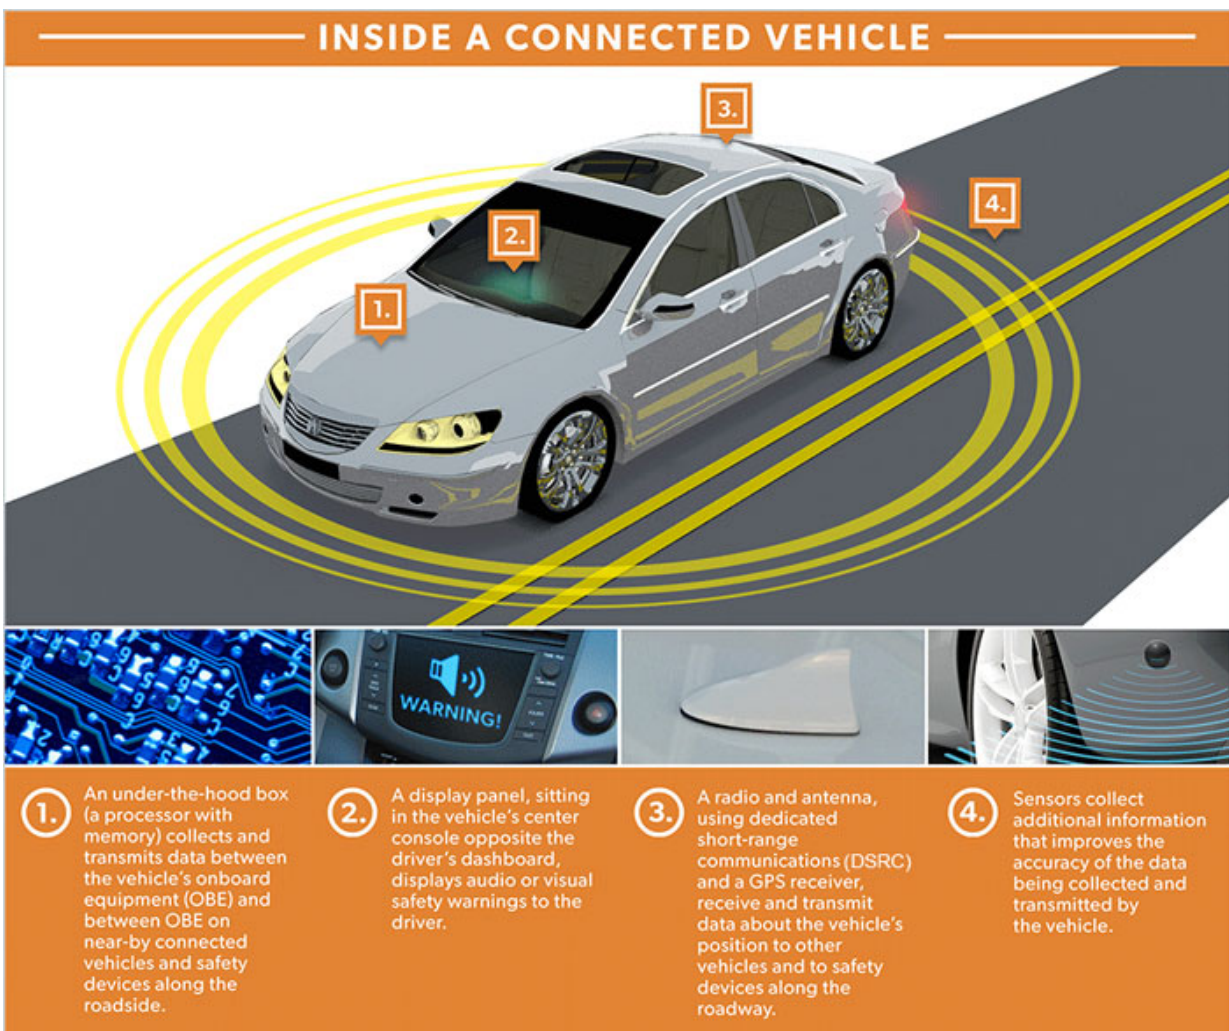 INSIDE A CONNECTED VEHICLE
3.
4.
2.
1.
WARNING!
1.
An under-the-hood box
(a processor with
memory) collects and
transmits data between
the vehicle's onboard
equipment (OBE) and
between OBE on
near-by connected
vehicles and safety
devices along the
roadside.
2.
A display panel, sitting
in the vehicle's center
console opposite the
driver's dashboard,
displays audio or visual
safety warnings to the
driver.
3.
A radio and antenna,
using dedicated
short-range
communications (DSRC)
and a GPS receiver,
receive and transmit
data about the vehicle's
position to other
vehicles and to safety
devices along the
roadway.
4.
Sensors collect
additional information
that improves the
accuracy of the data
being collected and
transmitted by
the vehicle.